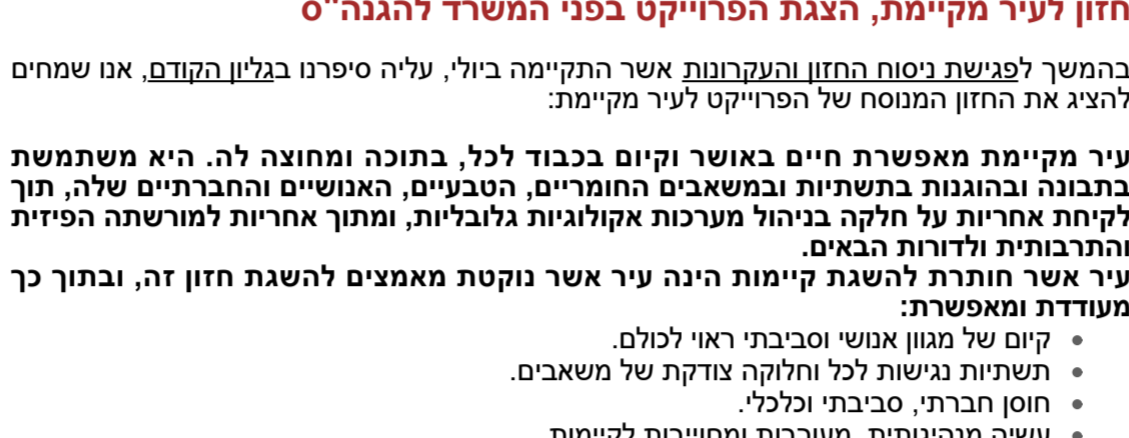 חזון לעיר מקיימת, הצגת הפרוייקט בפני המשרד להגנה"ס
בהמשך לפגישת ניסוח החזון והעקרונות אשר התקיימה ביולי, עליה סיפרנו בגליון הקודם, אנו שמחים
להציג את החזון המנוסח של הפרוייקט לעיר מקיימת:
עיר מקיימת מאפשרת חיים באושר וקיום בכבוד לכל, בתוכה ומחוצה לה. היא משתמשת
בתבונה ובהוגנות בתשתיות ובמשאבים החומריים, הטבעיים, האנושיים והחברתיים שלה, תוך
לקיחת אחריות על חלקה בניהול מערכות אקולוגיות גלובליות, ומתוך אחריות למורשתה הפיזית
והתרבותית ולדורות הבאים.
עיר אשר חותרת להשגת קיימות הינה עיר אשר נוקטת מאמצים להשגת חזון זה, ובתוך כך
מעודדת ומאפשרת:
• קיום של מגוון אנושי וסביבתי ראוי לכולם.
• תשתיות נגישות לכל וחלוקה צודקת של משאבים.
• חוסן חברתי, סביבתי וכלכלי.
• עשיה מנהיגותית, מעורבות ומחוייבות לקיימות